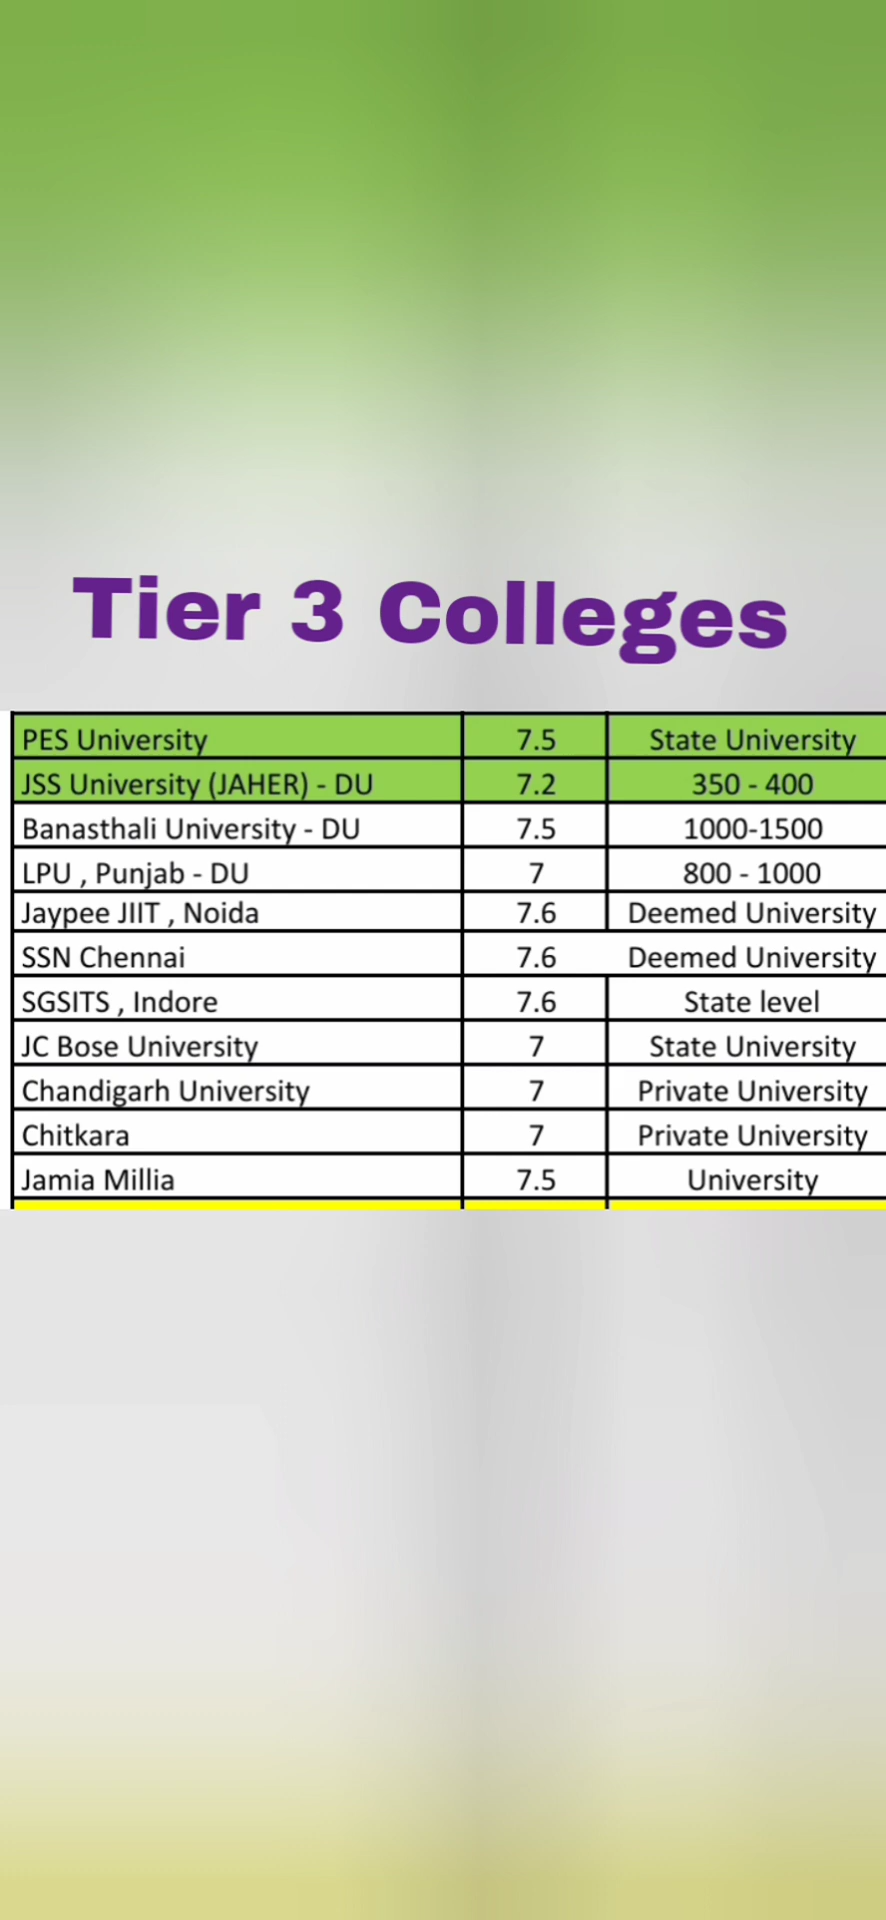 Tier 3 Colleges
PES University 7.5 State University
JSS University (JAHER) - DU 7.2 350 - 400
Banasthali University - DU 7.5 1000-1500
LPU , Punjab - DU 7 800 - 1000
Jaypee JIIT , Noida 7.6 Deemed University
SSN Chennai 7.6 Deemed University
SGSITS , Indore 7.6 State level
JC Bose University 7 State University
Chandigarh University 7 Private University
Chitkara 7 Private University
Jamia Millia 7.5 University